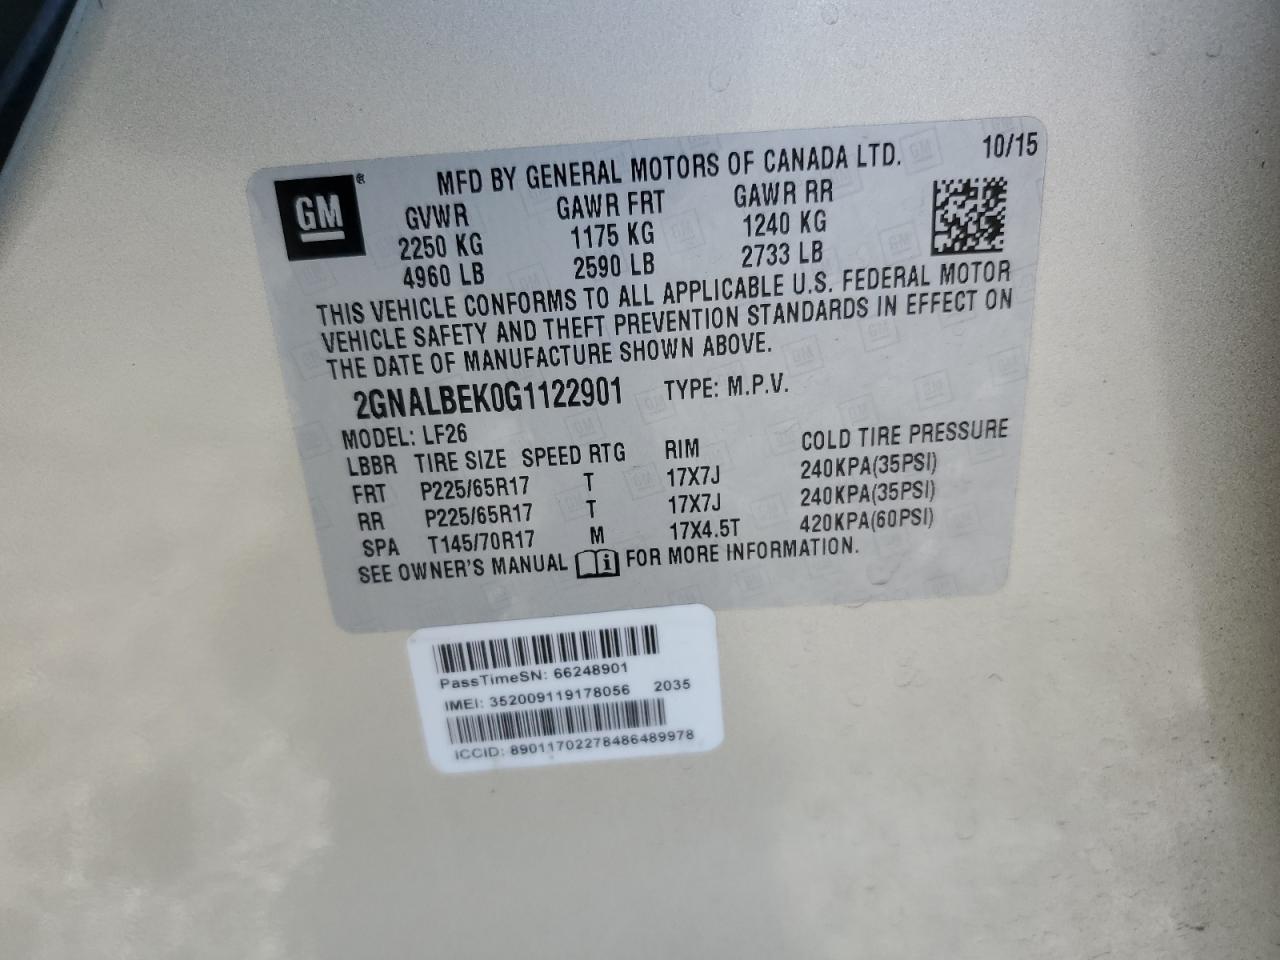 MFD BY GENERAL MOTORS OF CANADA LTD. 10/15
GM®
GVWR GAWR FRT GAWR RR
2250 KG 1175 KG 1240 KG
4960 LB 2590 LB 2733 LB
THIS VEHICLE CONFORMS TO ALL APPLICABLE U.S. FEDERAL MOTOR
VEHICLE SAFETY AND THEFT PREVENTION STANDARDS IN EFFECT ON
THE DATE OF MANUFACTURE SHOWN ABOVE.
2GNALBEK0G1122901 TYPE: M.P.V.
MODEL: LF26
LBBR TIRE SIZE SPEED RTG RIM COLD TIRE PRESSURE
FRT P225/65R17 T 17X7J 240KPA(35PSI)
RR P225/65R17 T 17X7J 240KPA(35PSI)
SPA T145/70R17 M 17X4.5T 420KPA(60PSI)
SEE OWNER'S MANUAL i FOR MORE INFORMATION.
PassTimeSN: 66248901
IMEI: 352009119178056 2035
ICCID: 89011702278486489978